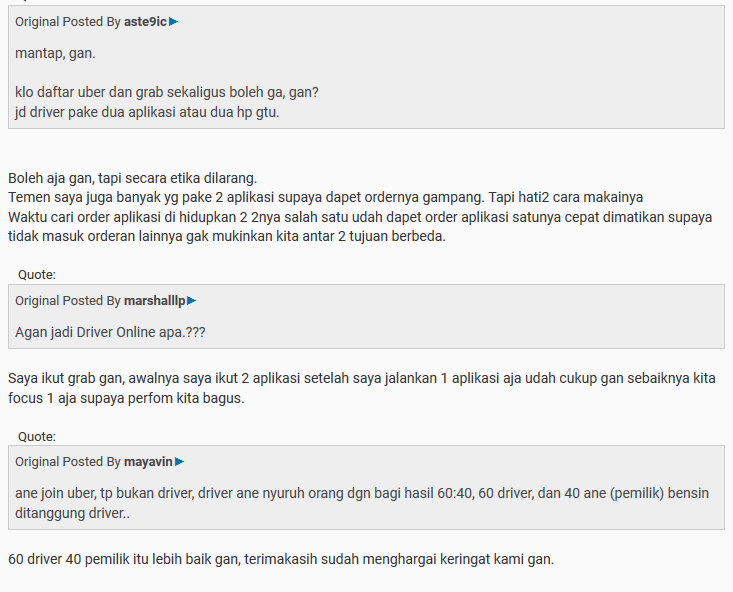 Original Posted By aste9ic►
mantap, gan.
klo daftar uber dan grab sekaligus boleh ga, gan?
jd driver pake dua aplikasi atau dua hp gtu.
Boleh aja gan, tapi secara etika dilarang.
Temen saya juga banyak yg pake 2 aplikasi supaya dapet ordernya gampang. Tapi hati2 cara makainya
Waktu cari order aplikasi di hidupkan 2 2nya salah satu udah dapet order aplikasi satunya cepat dimatikan supaya
tidak masuk orderan lainnya gak mukinkan kita antar 2 tujuan berbeda.
Quote:
Original Posted By marshalllp►
Agan jadi Driver Online apa.???
Saya ikut grab gan, awalnya saya ikut 2 aplikasi setelah saya jalankan 1 aplikasi aja udah cukup gan sebaiknya kita
focus 1 aja supaya perfom kita bagus.
Quote:
Original Posted By mayavin►
ane join uber, tp bukan driver, driver ane nyuruh orang dgn bagi hasil 60:40, 60 driver, dan 40 ane (pemilik) bensin
ditanggung driver..
60 driver 40 pemilik itu lebih baik gan, terimakasih sudah menghargai keringat kami gan.